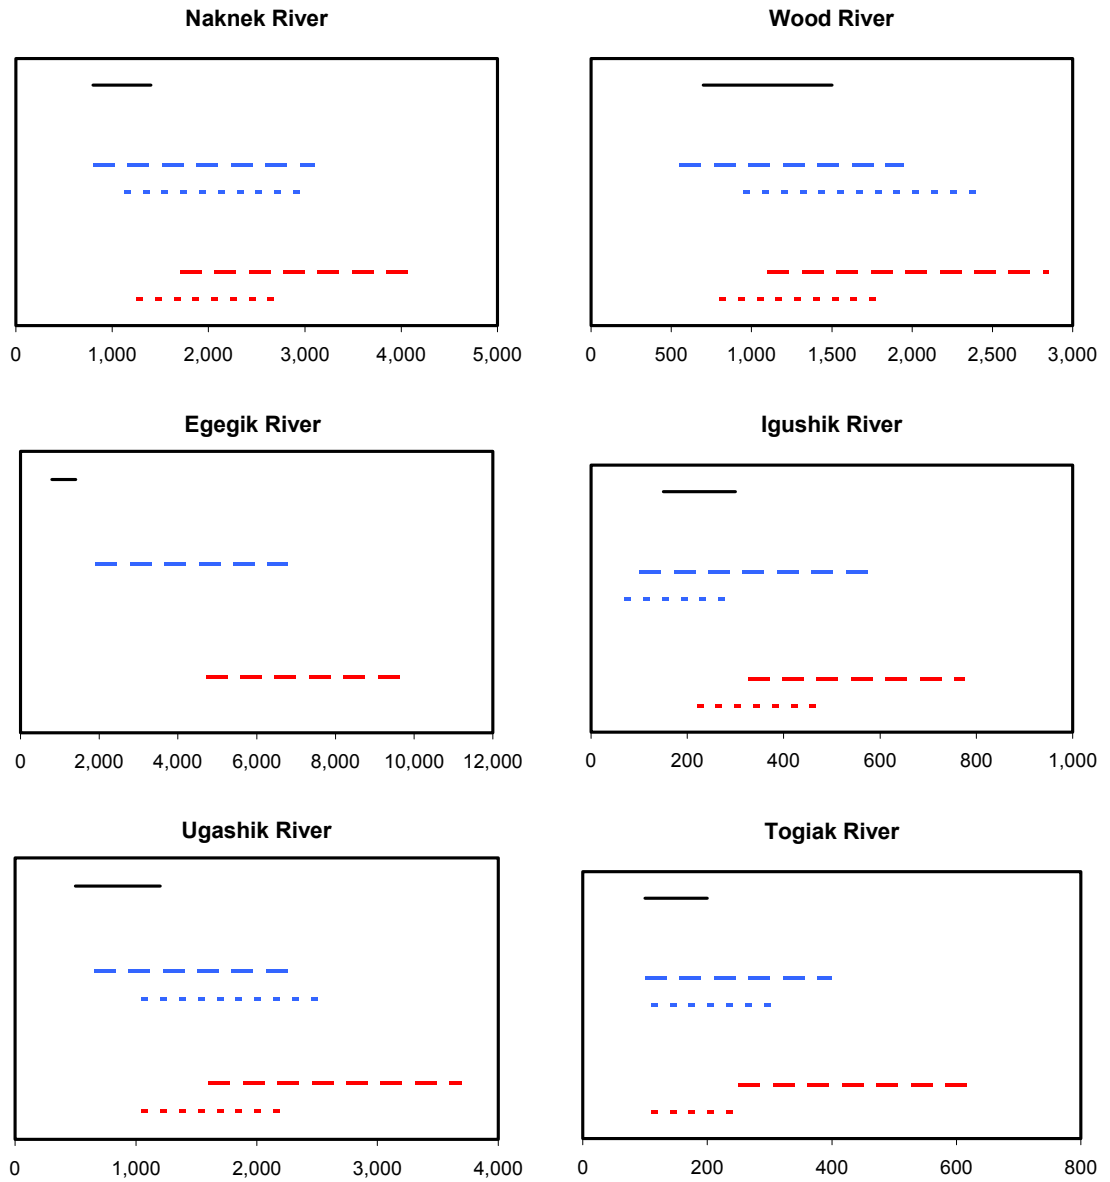 Naknek River
Wood River
0 1,000 2,000 3,000 4,000 5,000
0 500 1,000 1,500 2,000 2,500 3,000
Egegik River
Igushik River
0 2,000 4,000 6,000 8,000 10,000 12,000
0 200 400 600 800 1,000
Ugashik River
Togiak River
0 1,000 2,000 3,000 4,000
0 200 400 600 800